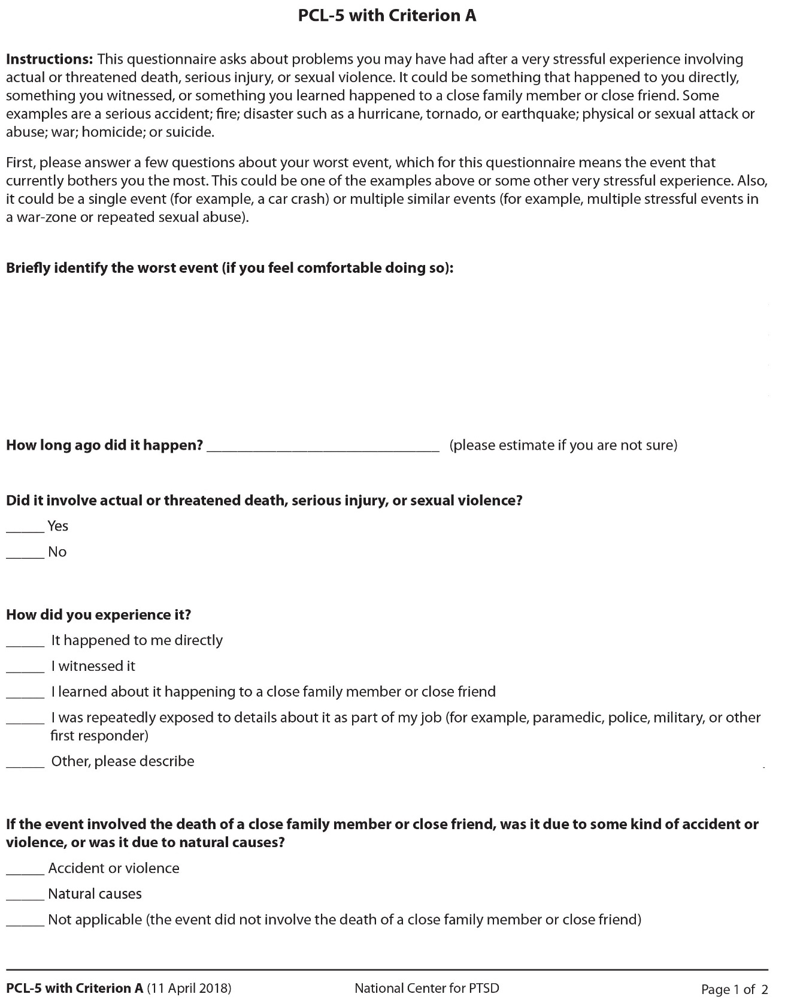 PCL-5 with Criterion A
Instructions: This questionnaire asks about problems you may have had after a very stressful experience involving
actual or threatened death, serious injury, or sexual violence. It could be something that happened to you directly,
something you witnessed, or something you learned happened to a close family member or close friend. Some
examples are a serious accident; fire; disaster such as a hurricane, tornado, or earthquake; physical or sexual attack or
abuse; war; homicide; or suicide.
First, please answer a few questions about your worst event, which for this questionnaire means the event that
currently bothers you the most. This could be one of the examples above or some other very stressful experience. Also,
it could be a single event (for example, a car crash) or multiple similar events (for example, multiple stressful events in
a war-zone or repeated sexual abuse).
Briefly identify the worst event (if you feel comfortable doing so):
How long ago did it happen? ______________________________ (please estimate if you are not sure)
Did it involve actual or threatened death, serious injury, or sexual violence?
_____ Yes
_____ No
How did you experience it?
_____ It happened to me directly
_____ I witnessed it
_____ I learned about it happening to a close family member or close friend
_____ I was repeatedly exposed to details about it as part of my job (for example, paramedic, police, military, or other
first responder)
_____ Other, please describe
If the event involved the death of a close family member or close friend, was it due to some kind of accident or
violence, or was it due to natural causes?
_____ Accident or violence
_____ Natural causes
_____ Not applicable (the event did not involve the death of a close family member or close friend)
PCL-5 with Criterion A (11 April 2018) National Center for PTSD Page 1 of 2